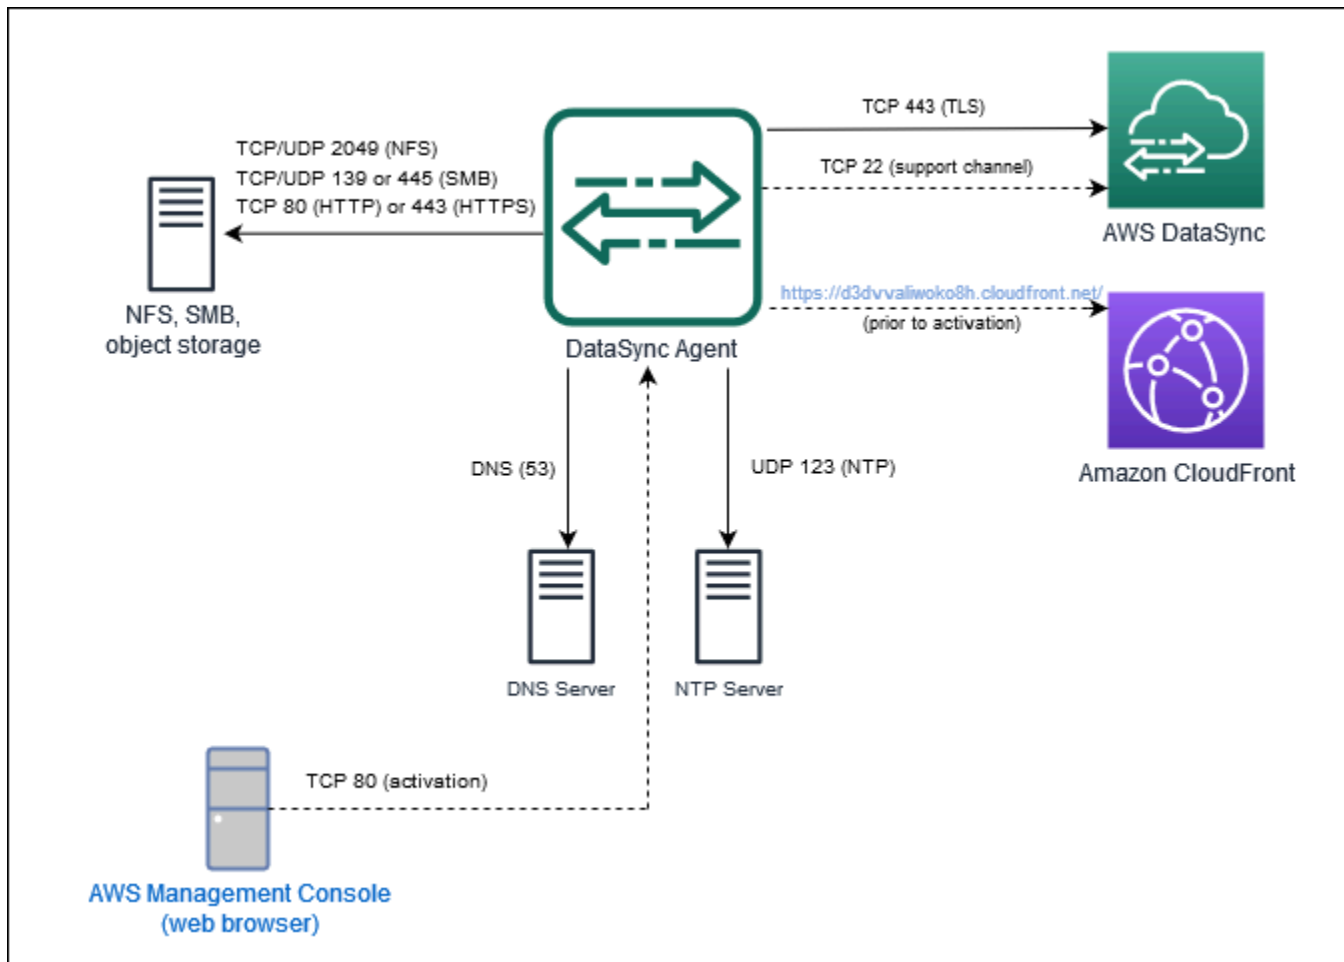 TCP 443 (TLS)
TCP/UDP 2049 (NFS)
TCP/UDP 139 or 445 (SMB)
TCP 80 (HTTP) or 443 (HTTPS)
TCP 22 (support channel)
AWS DataSync
NFS, SMB,
object storage
https://d3dvvaliwoko8h.cloudfront.net/
(prior to activation)
DataSync Agent
DNS (53)
UDP 123 (NTP)
Amazon CloudFront
DNS Server
NTP Server
TCP 80 (activation)
AWS Management Console
(web browser)